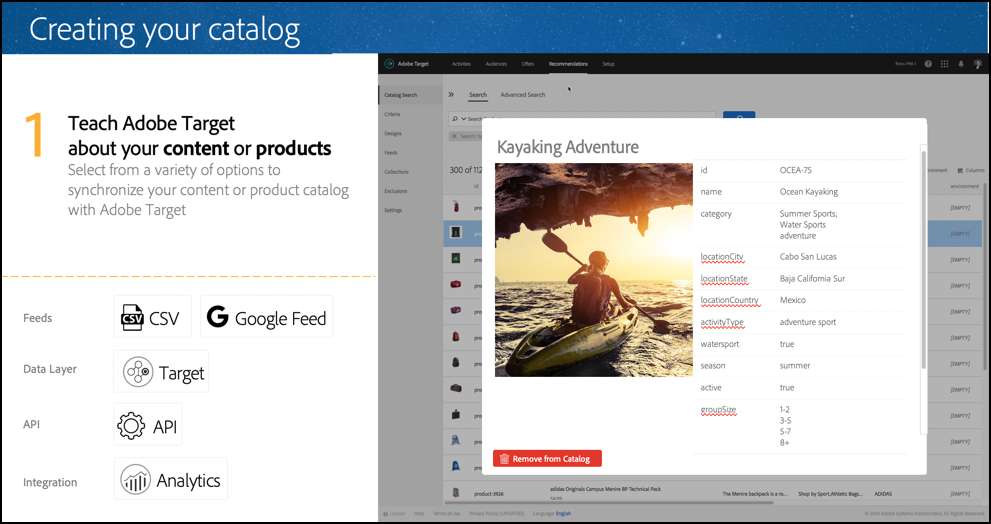 Creating your catalog
1
Teach Adobe Target
about your content or products
Select from a variety of options to
synchronize your content or product catalog
with Adobe Target
Feeds
CSV
CSV
Google Feed
Data Layer
Target
API
API
Integration
Analytics
Adobe Target
Activities
Audiences
Offers
Recommendations
Setup
Catalog Search
Criteria
Designs
Feeds
Collections
Exclusions
Settings
Search
Advanced Search
Search
300 of 112
Columns
id
environment
[EMPTY]
[EMPTY]
[EMPTY]
[EMPTY]
[EMPTY]
[EMPTY]
[EMPTY]
[EMPTY]
[EMPTY]
[EMPTY]
[EMPTY]
[EMPTY]
Kayaking Adventure
id OCEA-75
name Ocean Kayaking
category Summer Sports;
Water Sports
adventure
locationCity Cabo San Lucas
locationState Baja California Sur
locationCountry Mexico
activityType adventure sport
watersport true
season summer
active true
groupSize 1-2
3-5
5-7
8+
Remove from Catalog
product-3926
adidas Originals Campus Menire BP Technical Pack
54.99
The Menire backpack is a ro...
Shop by Sport,Athletic Bags...
ADIDAS
Help
Terms of Use
Privacy Policy (UPDATED)
Language: English
© 2018 Adobe Systems Incorporated. All Rights Reserved.